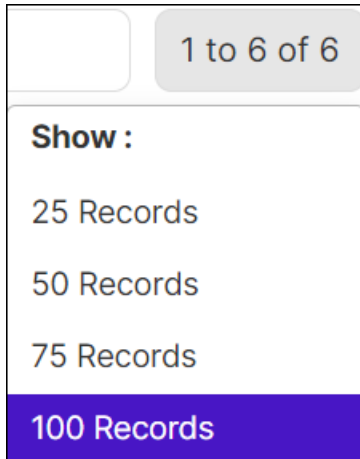 1 to 6 of 6
Show :
25 Records
50 Records
75 Records
100 Records